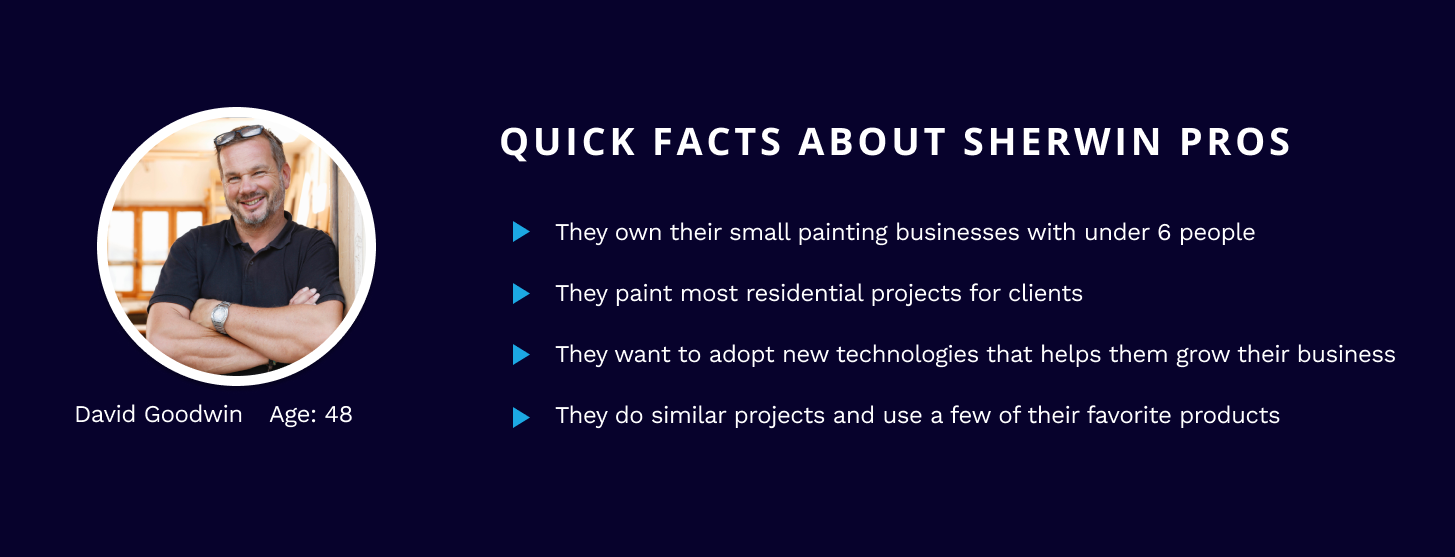 QUICK FACTS ABOUT SHERWIN PROS
They own their small painting businesses with under 6 people
They paint most residential projects for clients
They want to adopt new technologies that helps them grow their business
They do similar projects and use a few of their favorite products
David Goodwin Age: 48